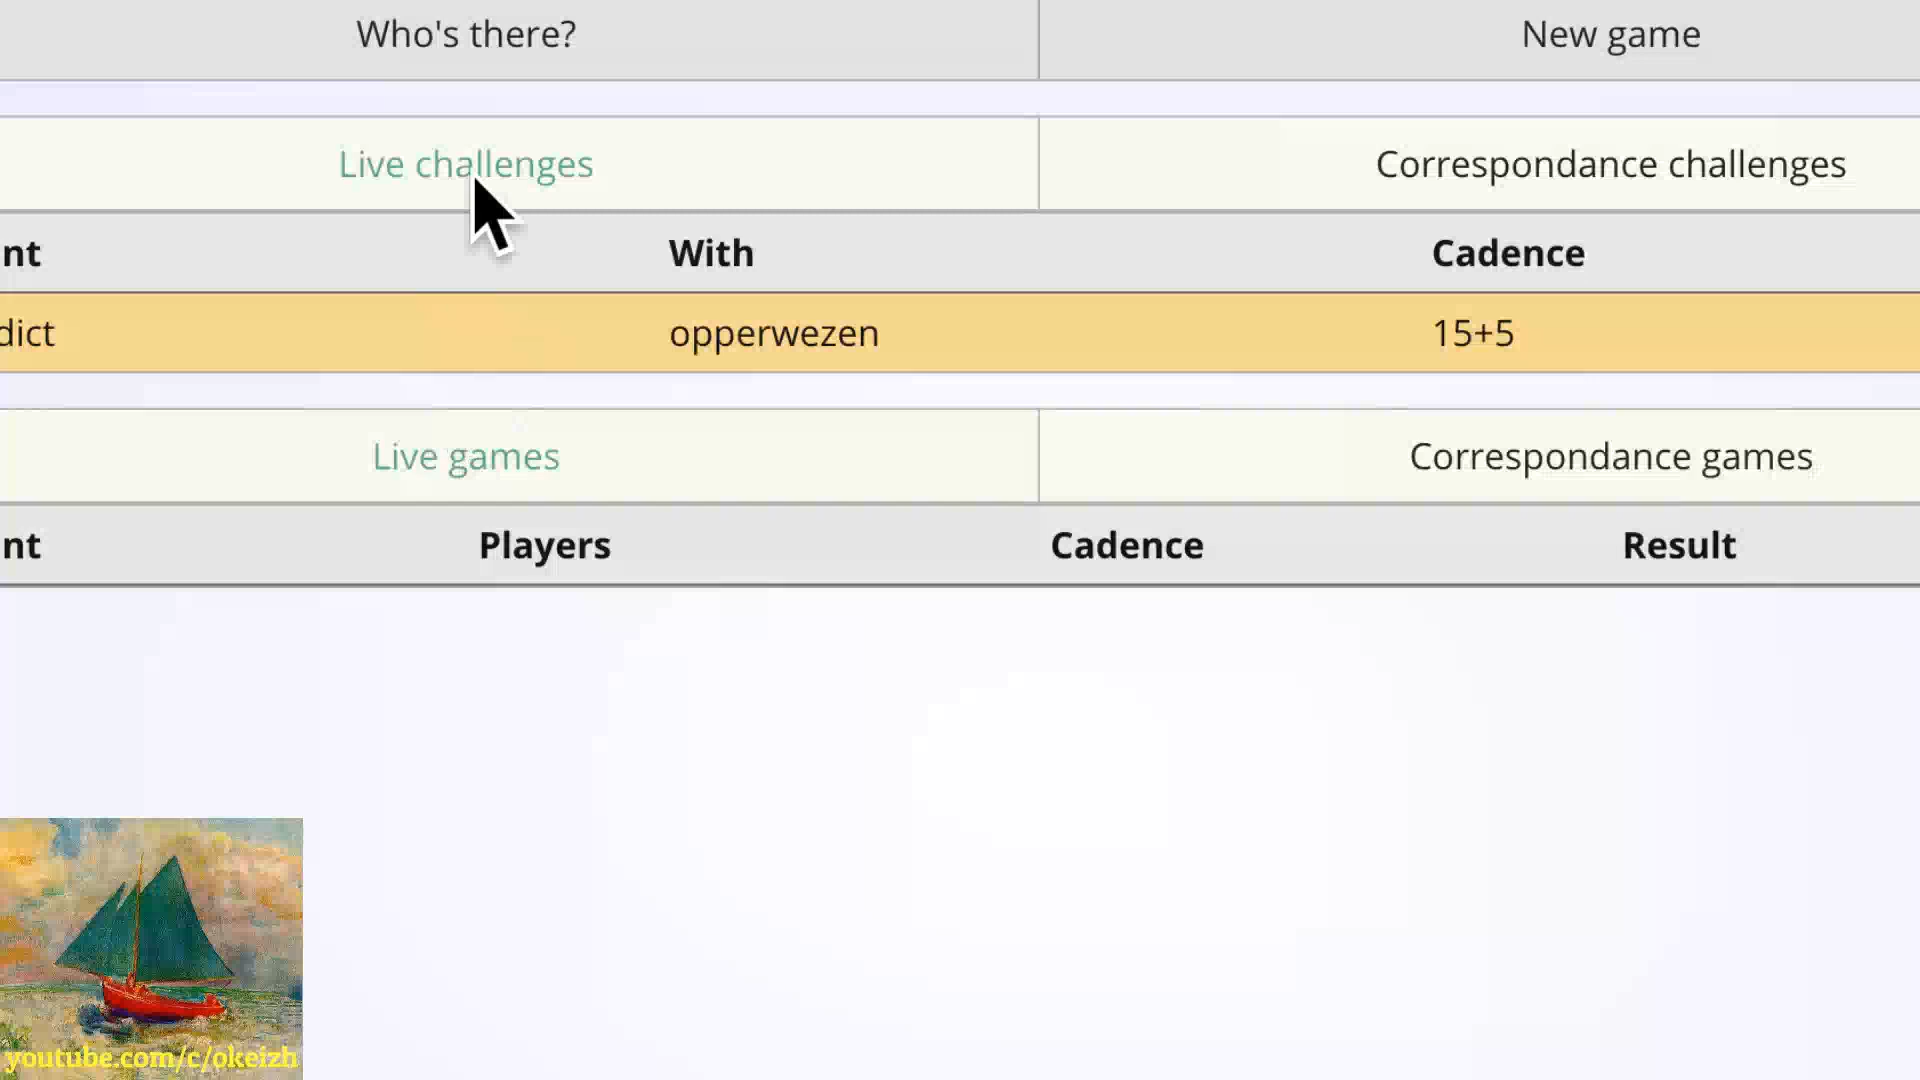 Who's there? New game
Live challenges Correspondance challenges
nt With Cadence
dict opperwezen 15+5
Live games Correspondance games
nt Players Cadence Result
youtube.com/c/okeizh